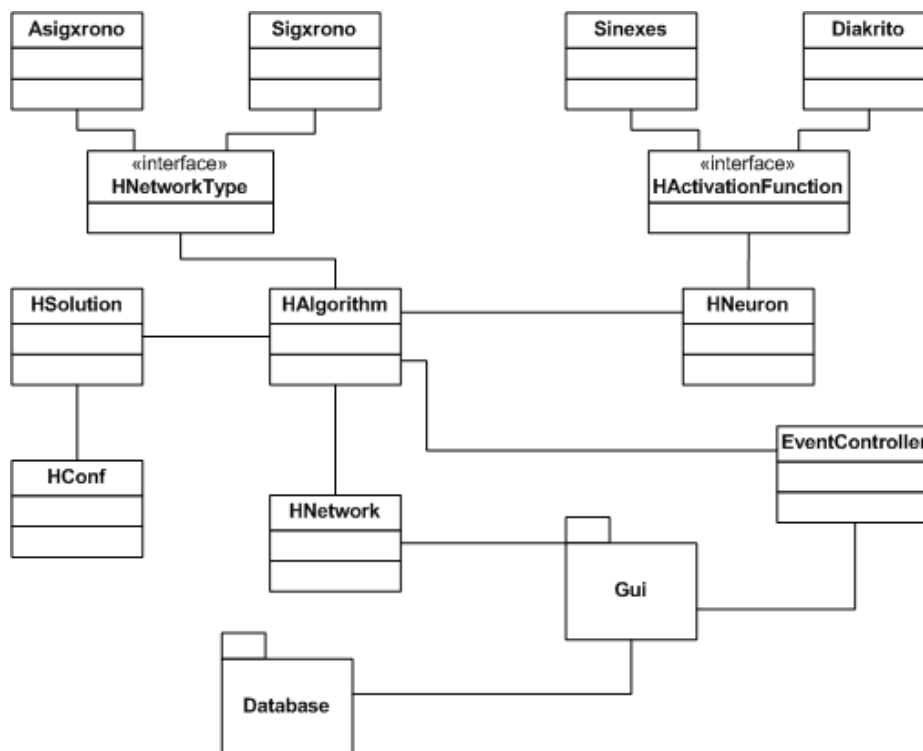 Asigxrono
Sigxrono
Sinexes
Diakrito
«interface»
HNetworkType
«interface»
HActivationFunction
HSolution
HAlgorithm
HNeuron
EventController
HConf
HNetwork
Gui
Database